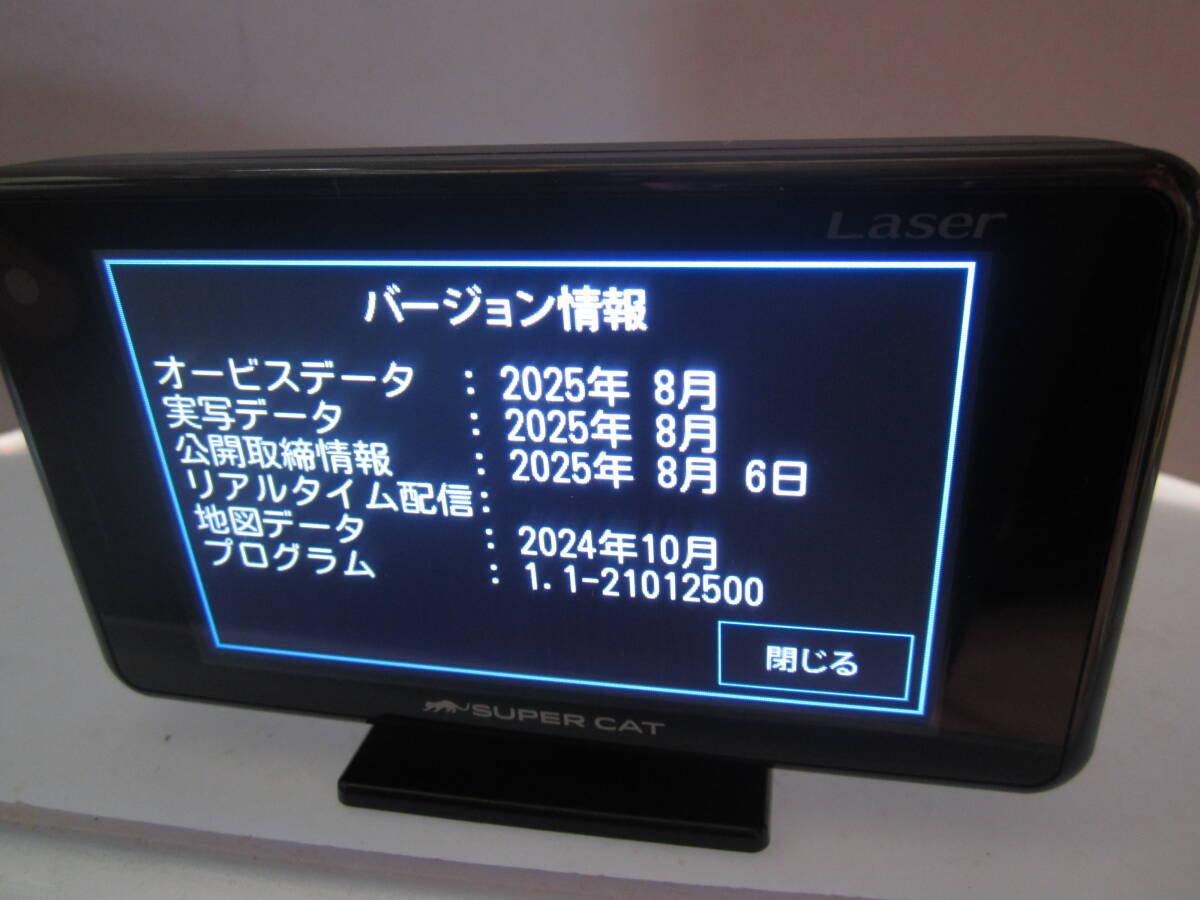 Laser
バージョン情報
オービスデータ : 2025年 8月
実写データ : 2025年 8月
公開取締情報 : 2025年 8月 6日
リアルタイム配信:
地図データ : 2024年10月
プログラム : 1.1-21012500
閉じる
SUPER CAT